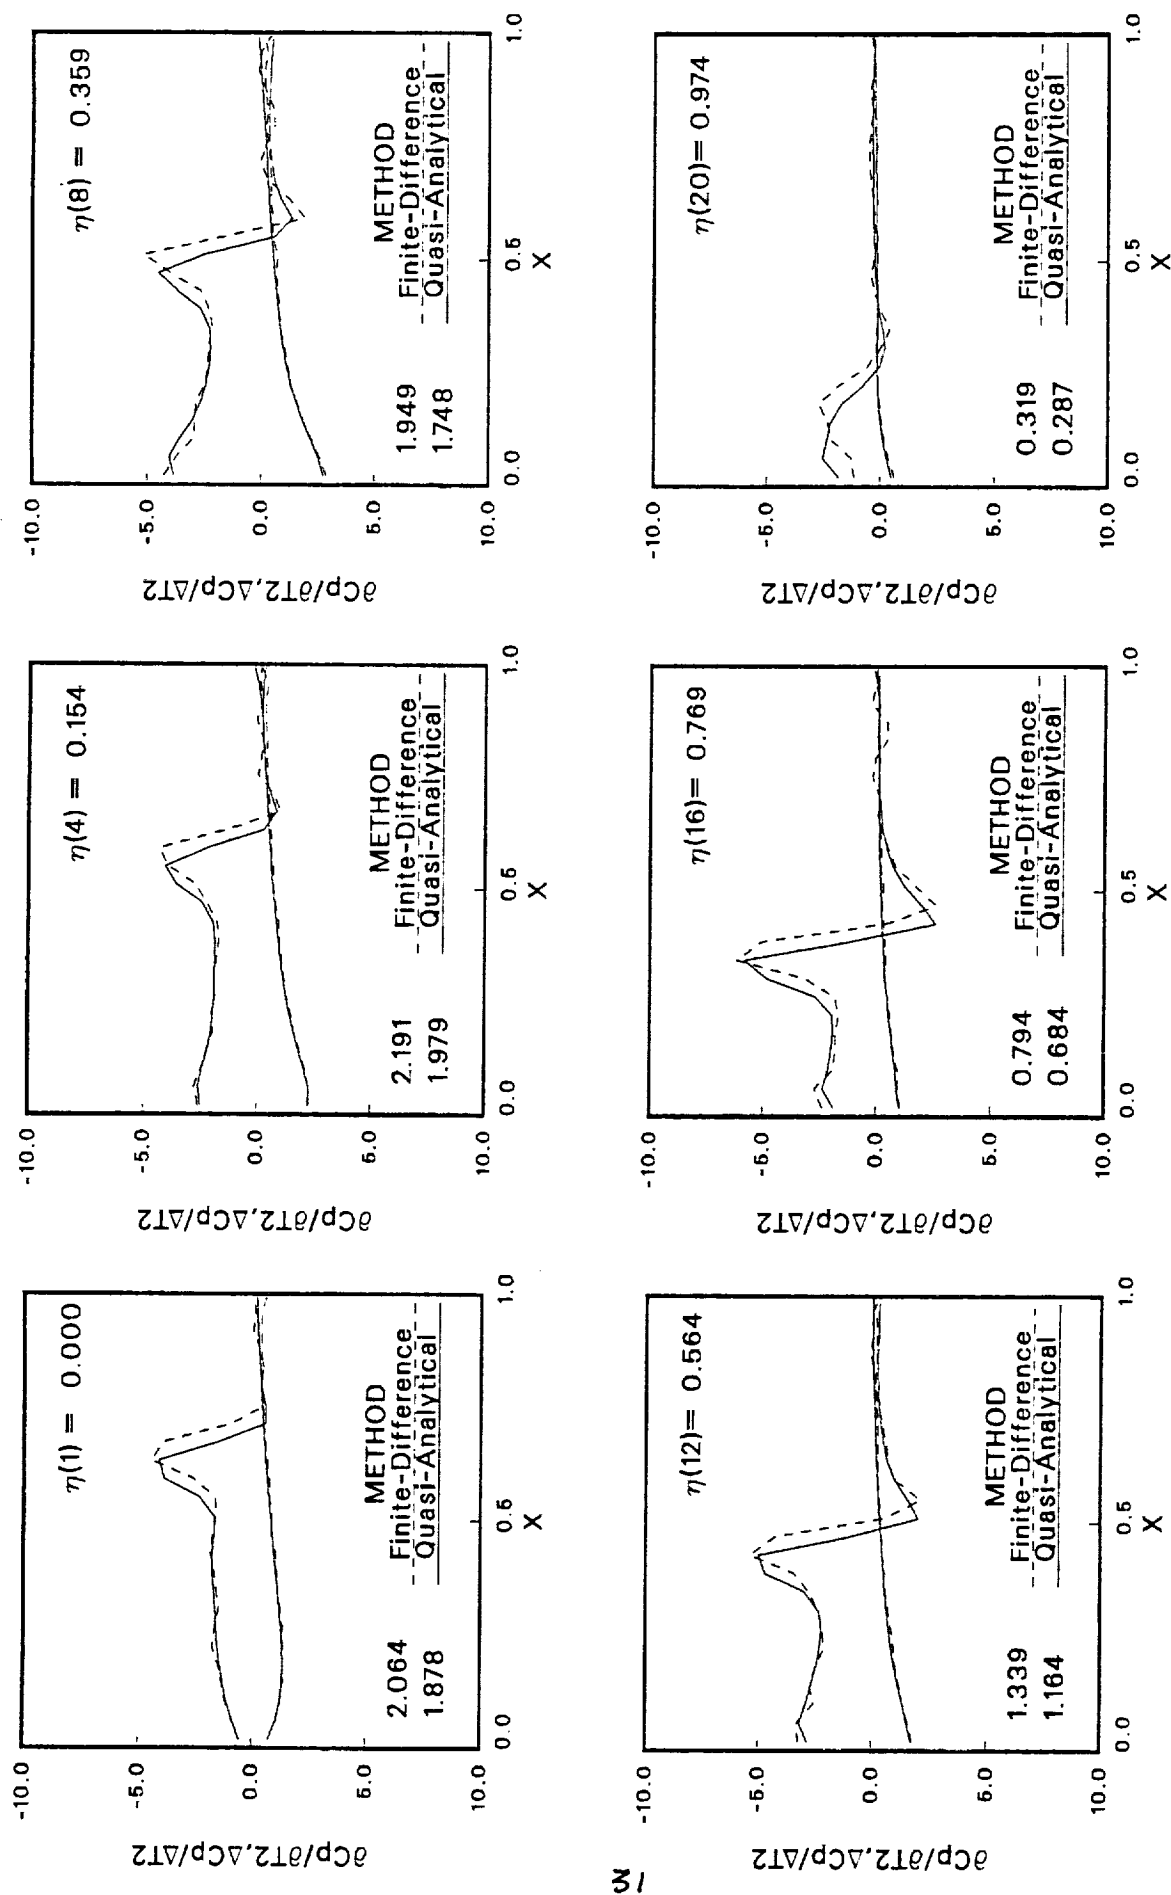 η(1) = 0.000
-10.0
-5.0
0.0
5.0
10.0
∂Cp/∂T2,ΔCp/ΔT2
2.064
1.878
METHOD
Finite-Difference
Quasi-Analytical
0.0
0.5
1.0
X
η(4) = 0.154
-10.0
-5.0
0.0
5.0
10.0
∂Cp/∂T2,ΔCp/ΔT2
2.191
1.979
METHOD
Finite-Difference
Quasi-Analytical
0.0
0.5
1.0
X
η(8) = 0.359
-10.0
-5.0
0.0
5.0
10.0
∂Cp/∂T2,ΔCp/ΔT2
1.949
1.748
METHOD
Finite-Difference
Quasi-Analytical
0.0
0.5
1.0
X
η(12)= 0.564
-10.0
-5.0
0.0
5.0
10.0
∂Cp/∂T2,ΔCp/ΔT2
1.339
1.164
METHOD
Finite-Difference
Quasi-Analytical
0.0
0.5
1.0
X
η(16)= 0.769
-10.0
-5.0
0.0
5.0
10.0
∂Cp/∂T2,ΔCp/ΔT2
0.794
0.684
METHOD
Finite-Difference
Quasi-Analytical
0.0
0.5
1.0
X
η(20)= 0.974
-10.0
-5.0
0.0
5.0
10.0
∂Cp/∂T2,ΔCp/ΔT2
0.319
0.287
METHOD
Finite-Difference
Quasi-Analytical
0.0
0.5
1.0
X